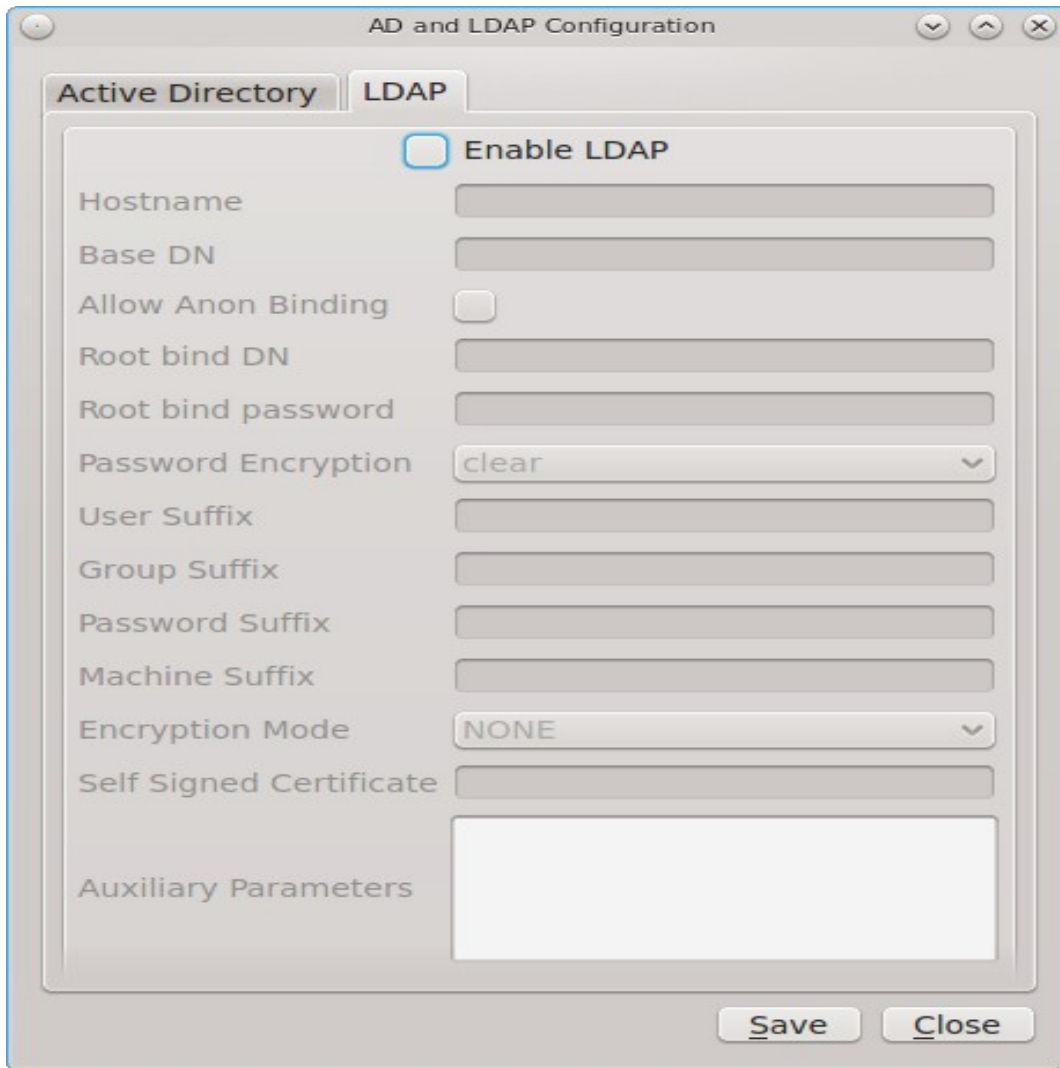 AD and LDAP Configuration
Active Directory
LDAP
Enable LDAP
Hostname
Base DN
Allow Anon Binding
Root bind DN
Root bind password
Password Encryption clear
User Suffix
Group Suffix
Password Suffix
Machine Suffix
Encryption Mode NONE
Self Signed Certificate
Auxiliary Parameters
Save Close